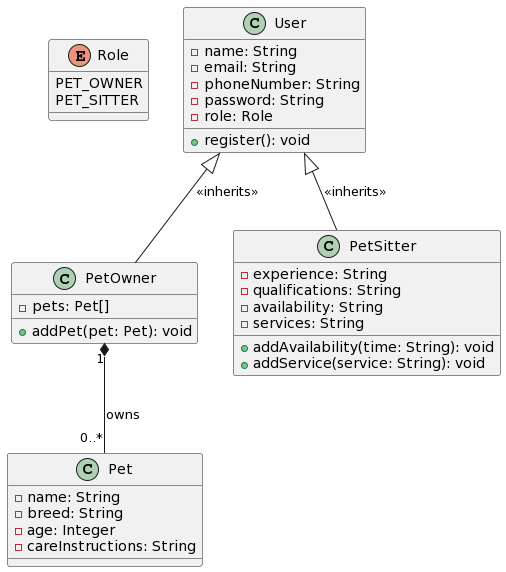 E Role
PET_OWNER
PET_SITTER
C User
name: String
email: String
phoneNumber: String
password: String
role: Role
register(): void
«inherits»
«inherits»
C PetOwner
pets: Pet[]
addPet(pet: Pet): void
C PetSitter
experience: String
qualifications: String
availability: String
services: String
addAvailability(time: String): void
addService(service: String): void
1
owns
0..*
C Pet
name: String
breed: String
age: Integer
careInstructions: String